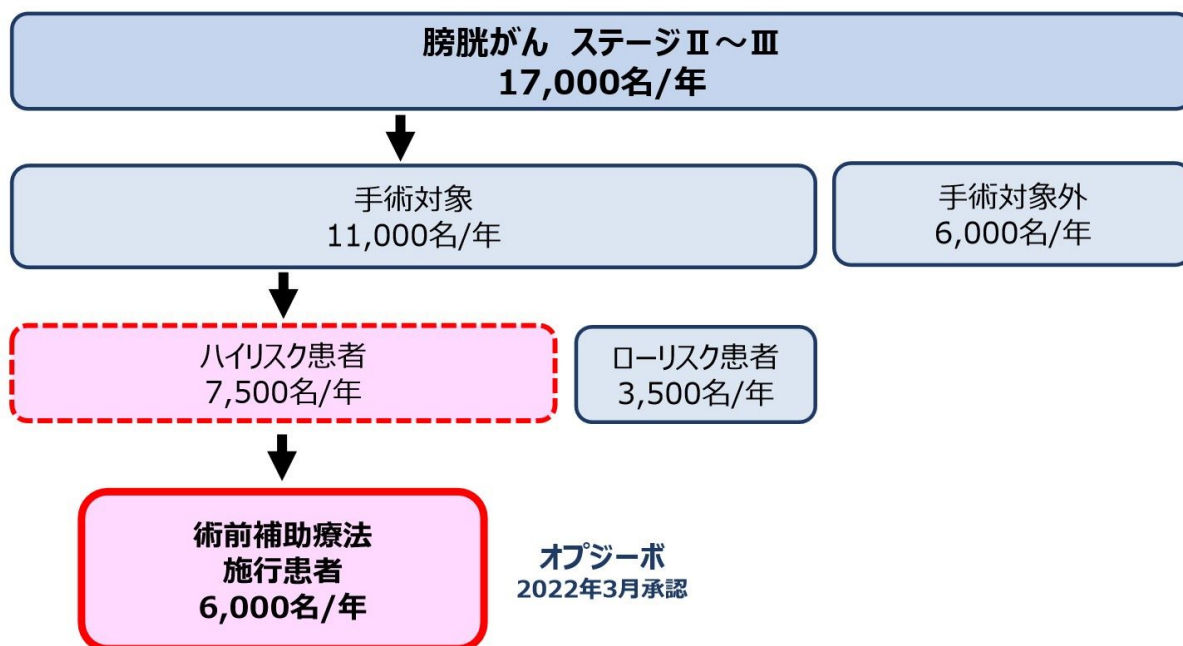 膀胱がん ステージⅡ～Ⅲ
17,000名/年
手術対象
11,000名/年
手術対象外
6,000名/年
ハイリスク患者
7,500名/年
ローリスク患者
3,500名/年
術前補助療法
施行患者
6,000名/年
オプジーボ
2022年3月承認